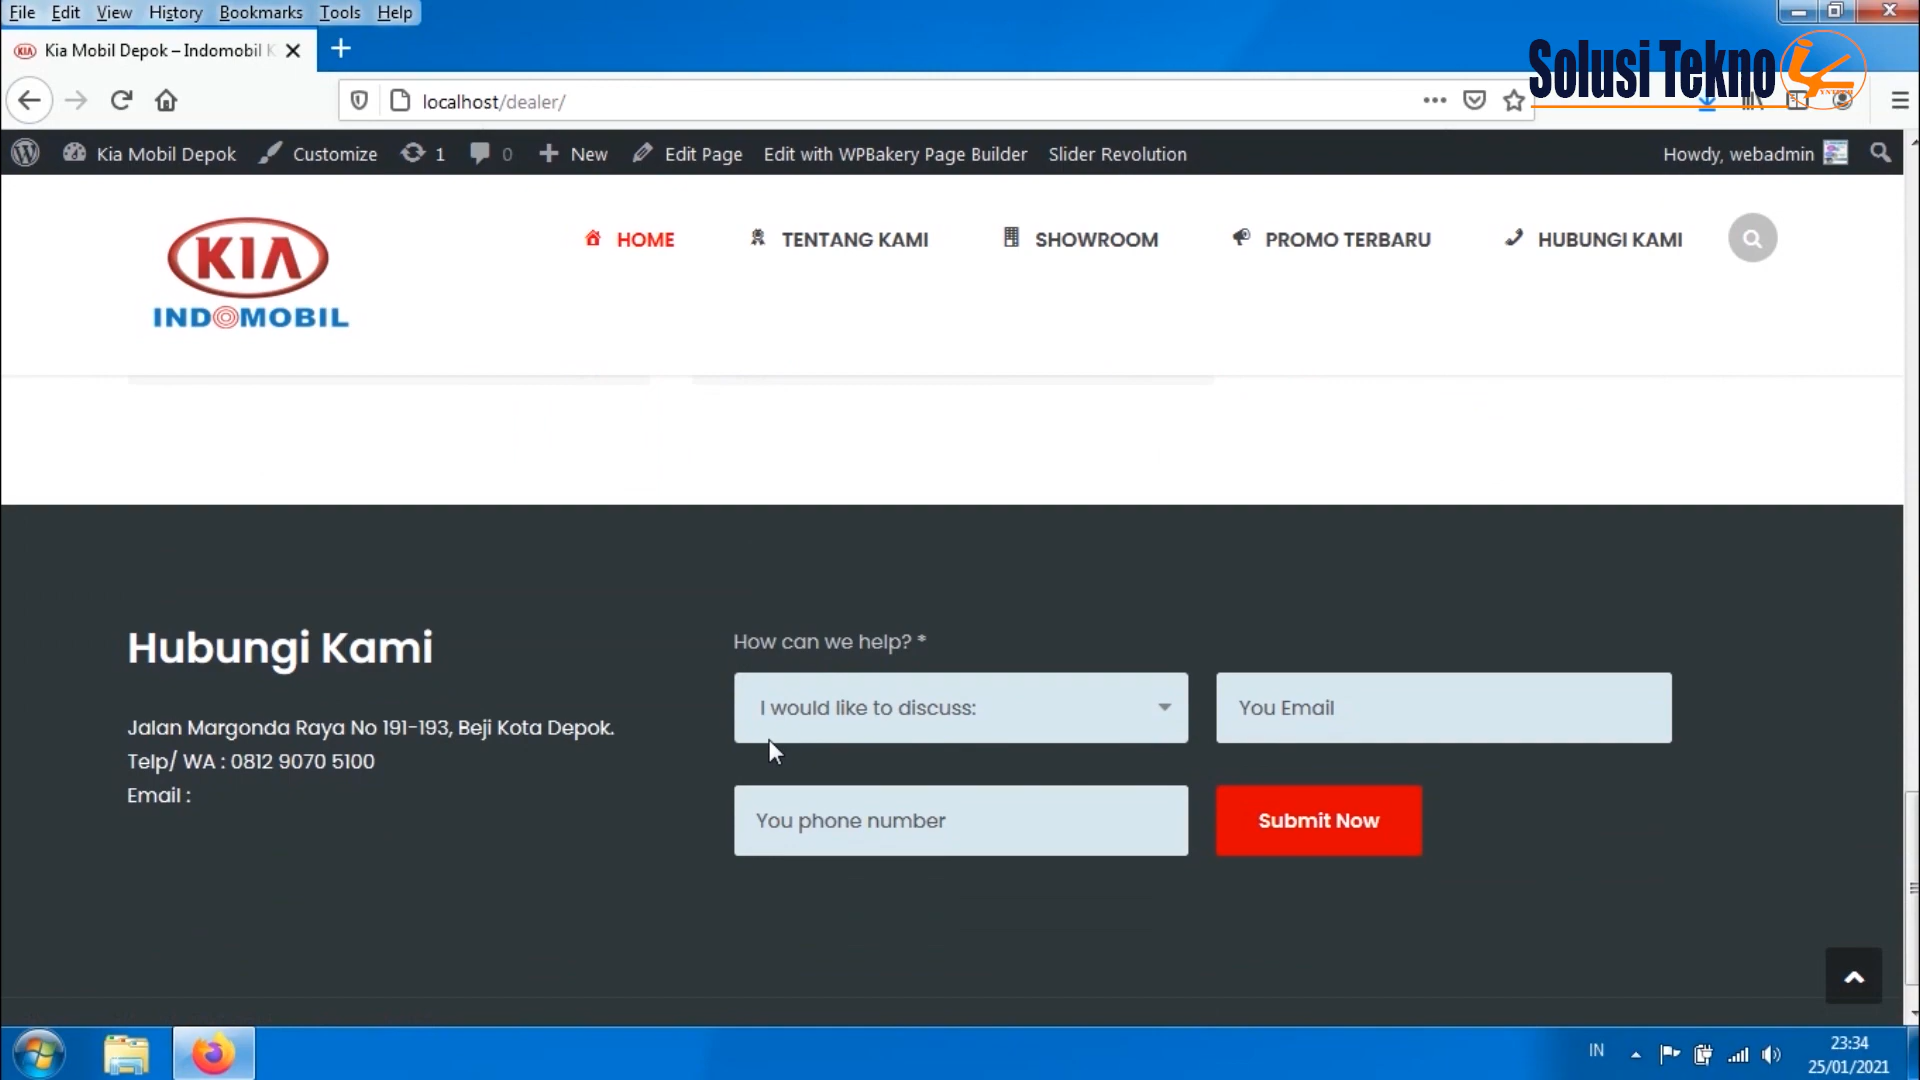 File Edit View History Bookmarks Tools Help
Kia Mobil Depok – Indomobil K
Solusi Tekno
localhost/dealer/
Kia Mobil Depok Customize 1 0 New Edit Page Edit with WPBakery Page Builder Slider Revolution Howdy, webadmin
KIA
INDOMOBIL
HOME TENTANG KAMI SHOWROOM PROMO TERBARU HUBUNGI KAMI
Hubungi Kami
Jalan Margonda Raya No 191-193, Beji Kota Depok.
Telp/ WA : 0812 9070 5100
Email :
How can we help? *
I would like to discuss:
You Email
You phone number
Submit Now
IN
23:34
25/01/2021